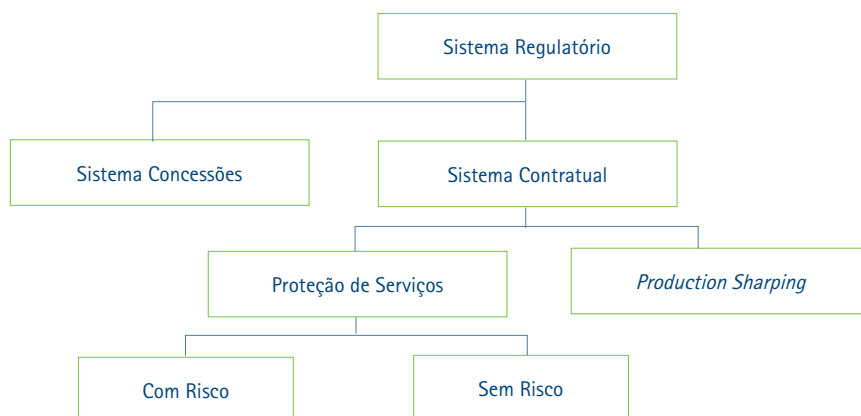 Sistema Regulatório
Sistema Concessões
Sistema Contratual
Proteção de Serviços
Production Sharping
Com Risco
Sem Risco